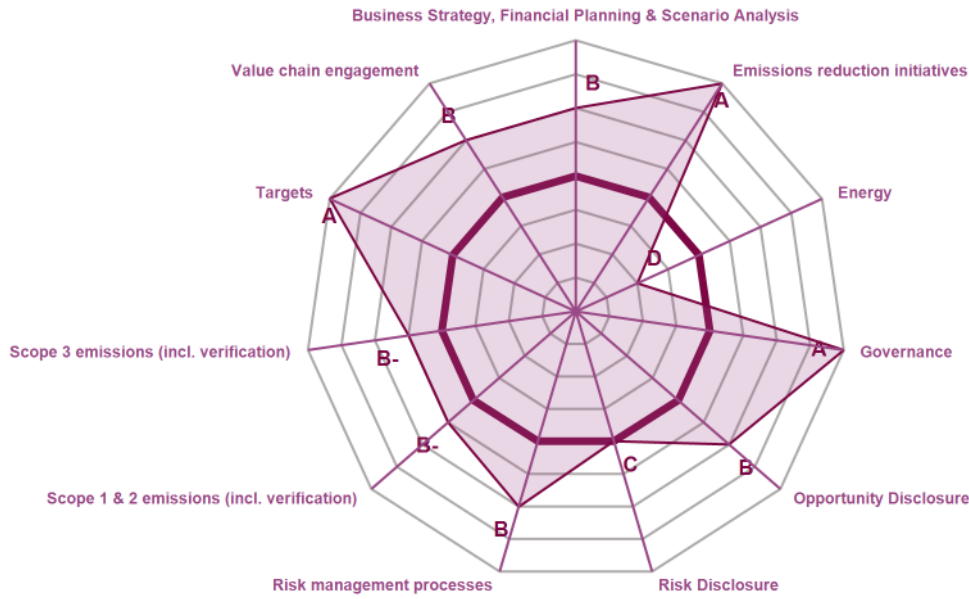 Business Strategy, Financial Planning & Scenario Analysis
Value chain engagement
Emissions reduction initiatives
B
A
B
Targets
Energy
A
D
Scope 3 emissions (incl. verification)
B-
A
Governance
B-
C
B
Scope 1 & 2 emissions (incl. verification)
Opportunity Disclosure
B
Risk management processes
Risk Disclosure